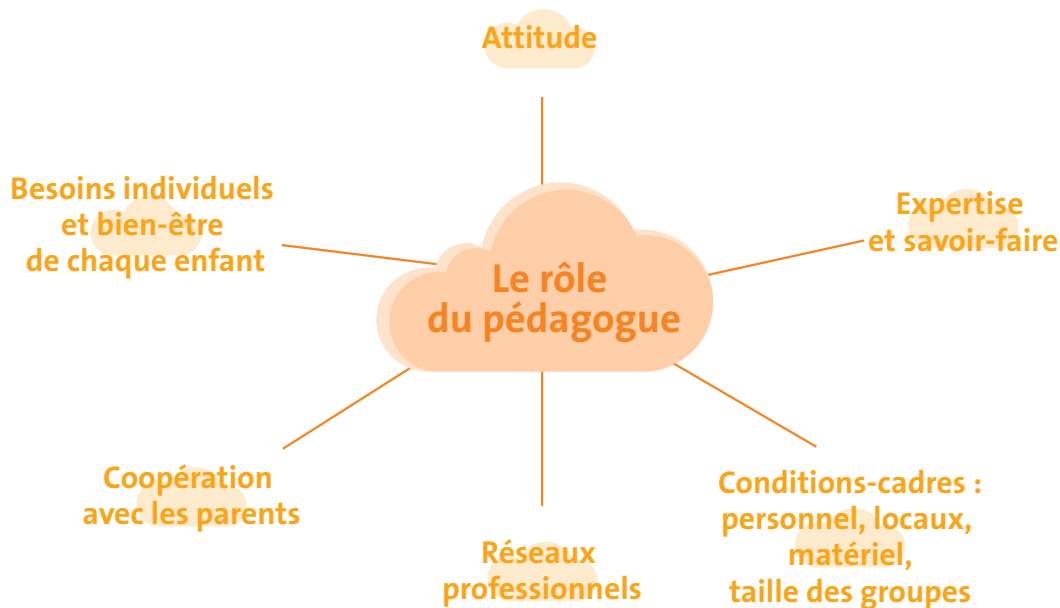 Attitude
Besoins individuels
et bien-être
de chaque enfant
Expertise
et savoir-faire
Le rôle
du pédagogue
Coopération
avec les parents
Réseaux
professionnels
Conditions-cadres :
personnel, locaux,
matériel,
taille des groupes